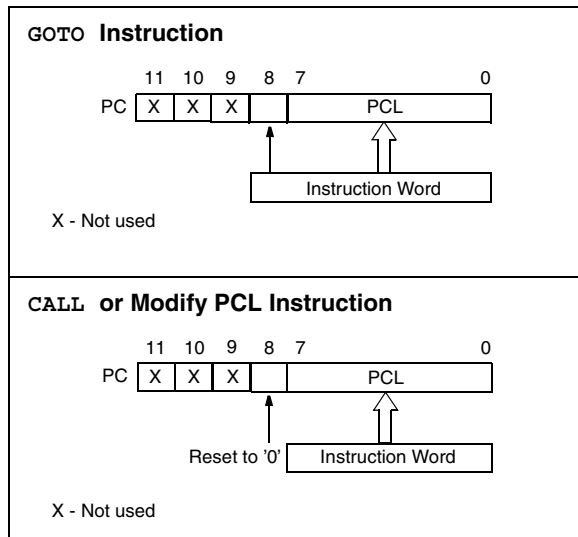 GOTO Instruction
11 10 9 8 7 0
PC X X X PCL
Instruction Word
X - Not used
CALL or Modify PCL Instruction
11 10 9 8 7 0
PC X X X PCL
Reset to '0' Instruction Word
X - Not used